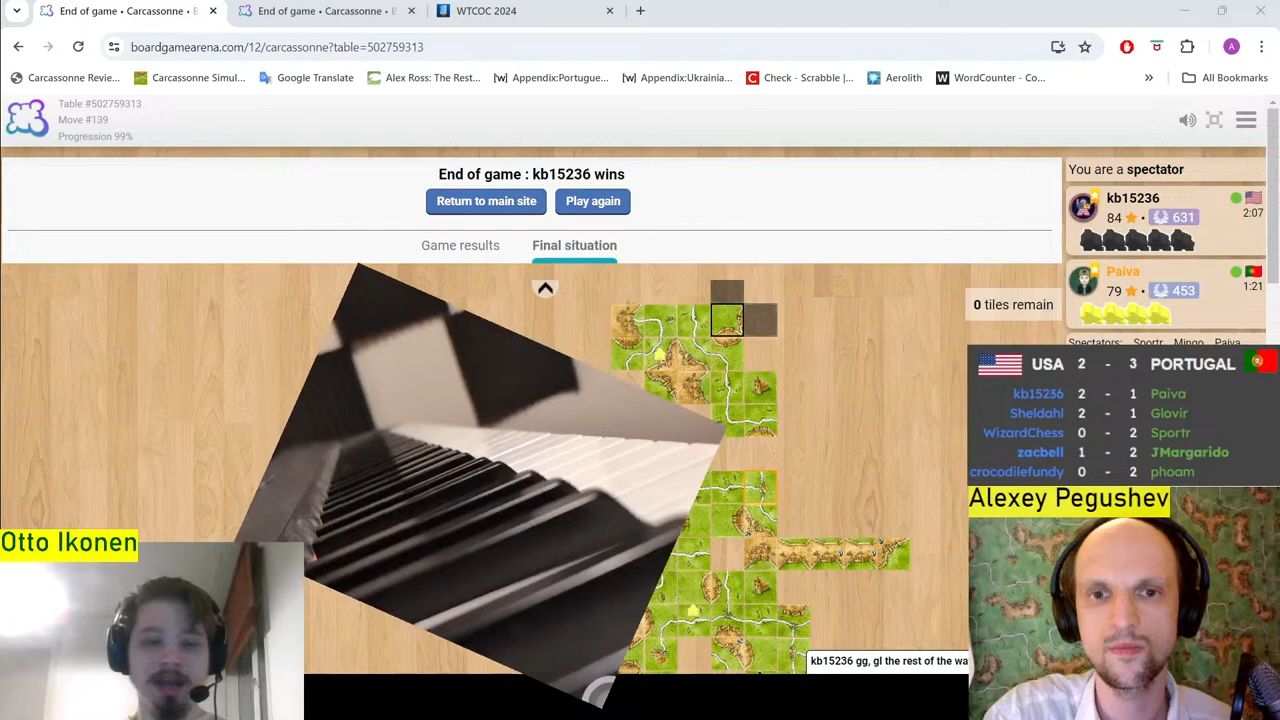 End of game • Carcassonne • B
End of game • Carcassonne • B
WTCOC 2024
boardgamearena.com/12/carcassonne?table=502759313
Carcassonne Revie...
Carcassonne Simul...
Google Translate
Alex Ross: The Rest...
[w] Appendix:Portugue...
[w] Appendix:Ukrainia...
Check - Scrabble |...
Aerolith
W WordCounter - Co...
» All Bookmarks
A
Table #502759313
Move #139
Progression 99%
End of game : kb15236 wins
Return to main site
Play again
Game results
Final situation
You are a spectator
kb15236
84 • 631
2:07
Paiva
79 • 453
1:21
0 tiles remain
Spectators: Sportr Mingo Paiva
USA 2 - 3 PORTUGAL
kb15236 2 - 1 Paiva
Sheldahl 2 - 1 Glovir
WizardChess 0 - 2 Sportr
zacbell 1 - 2 JMargarido
crocodilefundy 0 - 2 phoam
Alexey Pegushev
Otto Ikonen
kb15236 gg, gl the rest of the wa